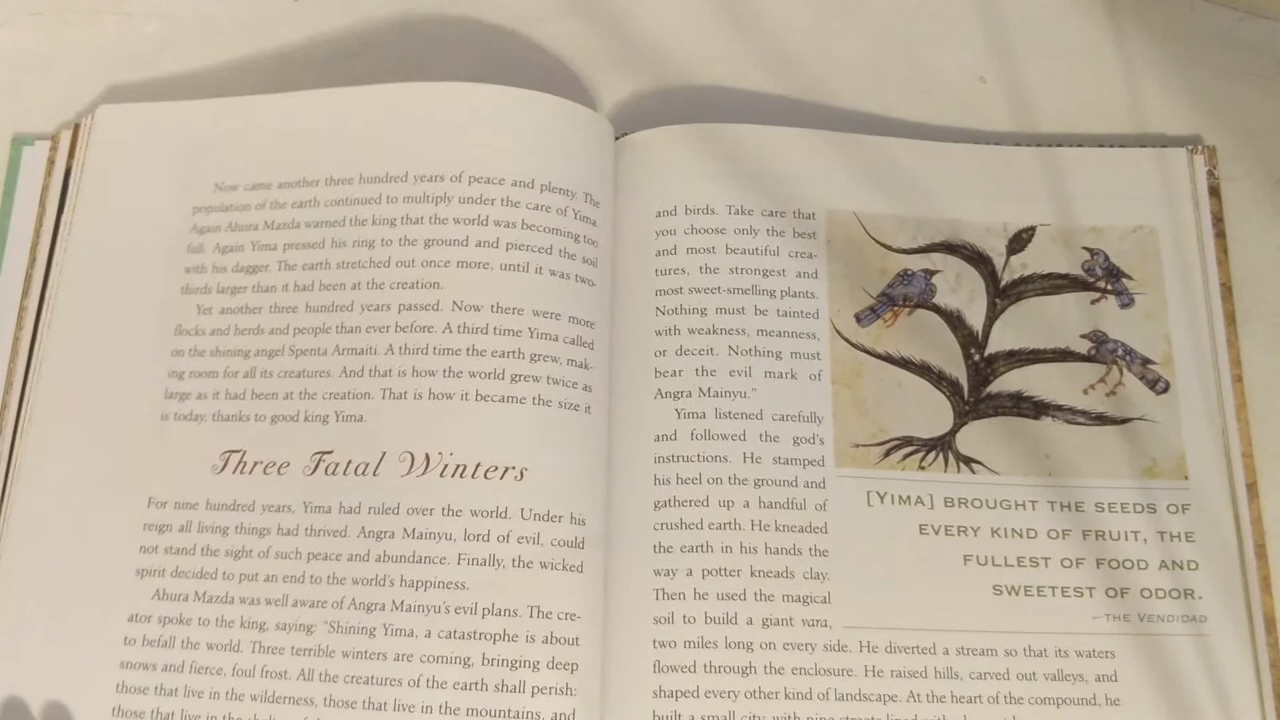 Now came another three hundred years of peace and plenty. The
population of the earth continued to multiply under the care of Yima.
Again Ahura Mazda warned the king that the world was becoming too
full. Again Yima pressed his ring to the ground and pierced the soil
with his dagger. The earth stretched out once more, until it was two-
thirds larger than it had been at the creation.
Yet another three hundred years passed. Now there were more
flocks and herds and people than ever before. A third time Yima called
on the shining angel Spenta Armaiti. A third time the earth grew, mak-
ing room for all its creatures. And that is how the world grew twice as
large as it had been at the creation. That is how it became the size it
is today, thanks to good king Yima.
Three Fatal Winters
For nine hundred years, Yima had ruled over the world. Under his
reign all living things had thrived. Angra Mainyu, lord of evil, could
not stand the sight of such peace and abundance. Finally, the wicked
spirit decided to put an end to the world's happiness.
Ahura Mazda was well aware of Angra Mainyu's evil plans. The cre-
ator spoke to the king, saying: "Shining Yima, a catastrophe is about
to befall the world. Three terrible winters are coming, bringing deep
snows and fierce, foul frost. All the creatures of the earth shall perish:
those that live in the wilderness, those that live in the mountains, and
those that live in the
and birds. Take care that
you choose only the best
and most beautiful crea-
tures, the strongest and
most sweet-smelling plants.
Nothing must be tainted
with weakness, meanness,
or deceit. Nothing must
bear the evil mark of
Angra Mainyu."
Yima listened carefully
and followed the god's
instructions. He stamped
his heel on the ground and
gathered up a handful of
crushed earth. He kneaded
the earth in his hands the
way a potter kneads clay.
Then he used the magical
soil to build a giant vara,
two miles long on every side. He diverted a stream so that its waters
flowed through the enclosure. He raised hills, carved out valleys, and
shaped every other kind of landscape. At the heart of the compound, he
built a small city with nine streets lined with
[YIMA] BROUGHT THE SEEDS OF
EVERY KIND OF FRUIT, THE
FULLEST OF FOOD AND
SWEETEST OF ODOR.
—THE VENDIDAD